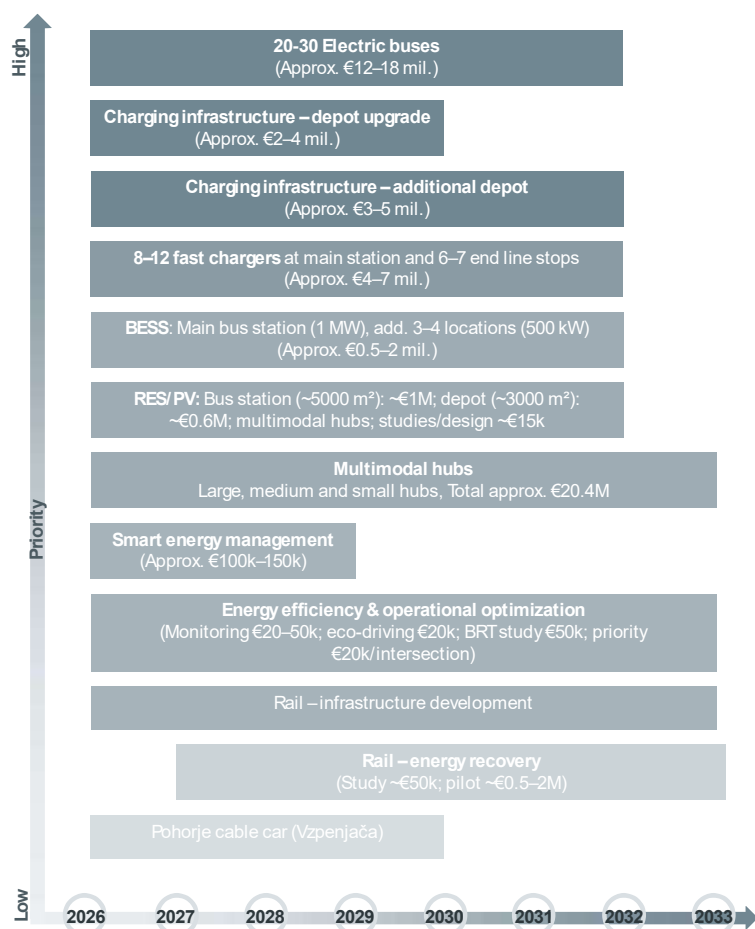 High
20-30 Electric buses
(Approx. €12–18 mil.)
Charging infrastructure – depot upgrade
(Approx. €2–4 mil.)
Charging infrastructure – additional depot
(Approx. €3–5 mil.)
8–12 fast chargers at main station and 6–7 end line stops
(Approx. €4–7 mil.)
BESS: Main bus station (1 MW), add. 3–4 locations (500 kW)
(Approx. €0.5–2 mil.)
RES/PV: Bus station (~5000 m²): ~€1M; depot (~3000 m²):
~€0.6M; multimodal hubs; studies/design ~€15k
Multimodal hubs
Large, medium and small hubs, Total approx. €20.4M
Priority
Smart energy management
(Approx. €100k–150k)
Energy efficiency & operational optimization
(Monitoring €20–50k; eco-driving €20k; BRT study €50k; priority
€20k/intersection)
Rail – infrastructure development
Rail – energy recovery
(Study ~€50k; pilot ~€0.5–2M)
Pohorje cable car (Vzpenjača)
Low
2026 2027 2028 2029 2030 2031 2032 2033